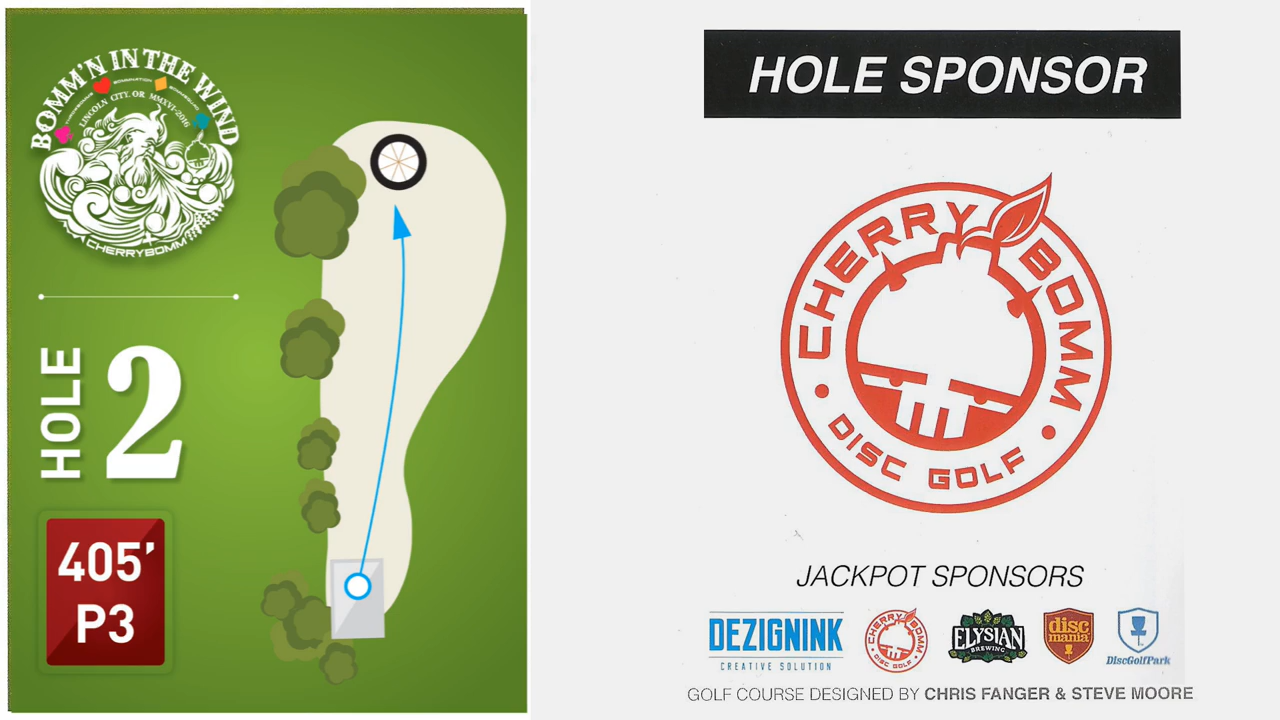 BOMM'N IN THE WIND
LINCOLN CITY, OR MMXVI-2016
CHERRYBOMM
HOLE
2
405'
P3
HOLE SPONSOR
CHERRY BOMM
DISC GOLF
JACKPOT SPONSORS
DEZIGNINK
CREATIVE SOLUTION
CHERRY BOMM
DISC GOLF
ELYSIAN
BREWING
disc
mania
DiscGolfPark
GOLF COURSE DESIGNED BY CHRIS FANGER & STEVE MOORE